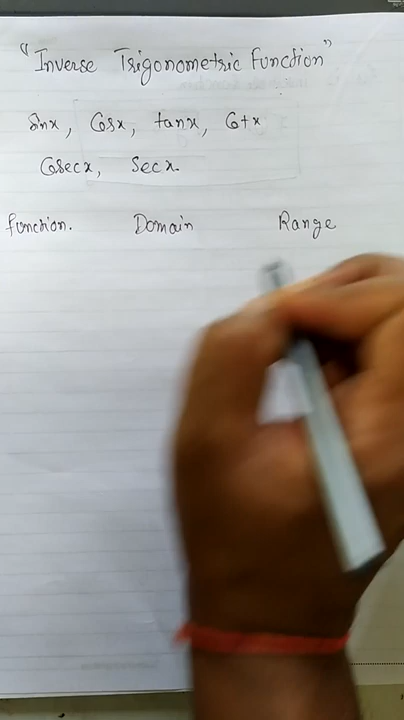 "Inverse Trigonometric function"
Sinx, Cosx, tanx, Cotx
Cosecx, Secx.
function. Domain Range